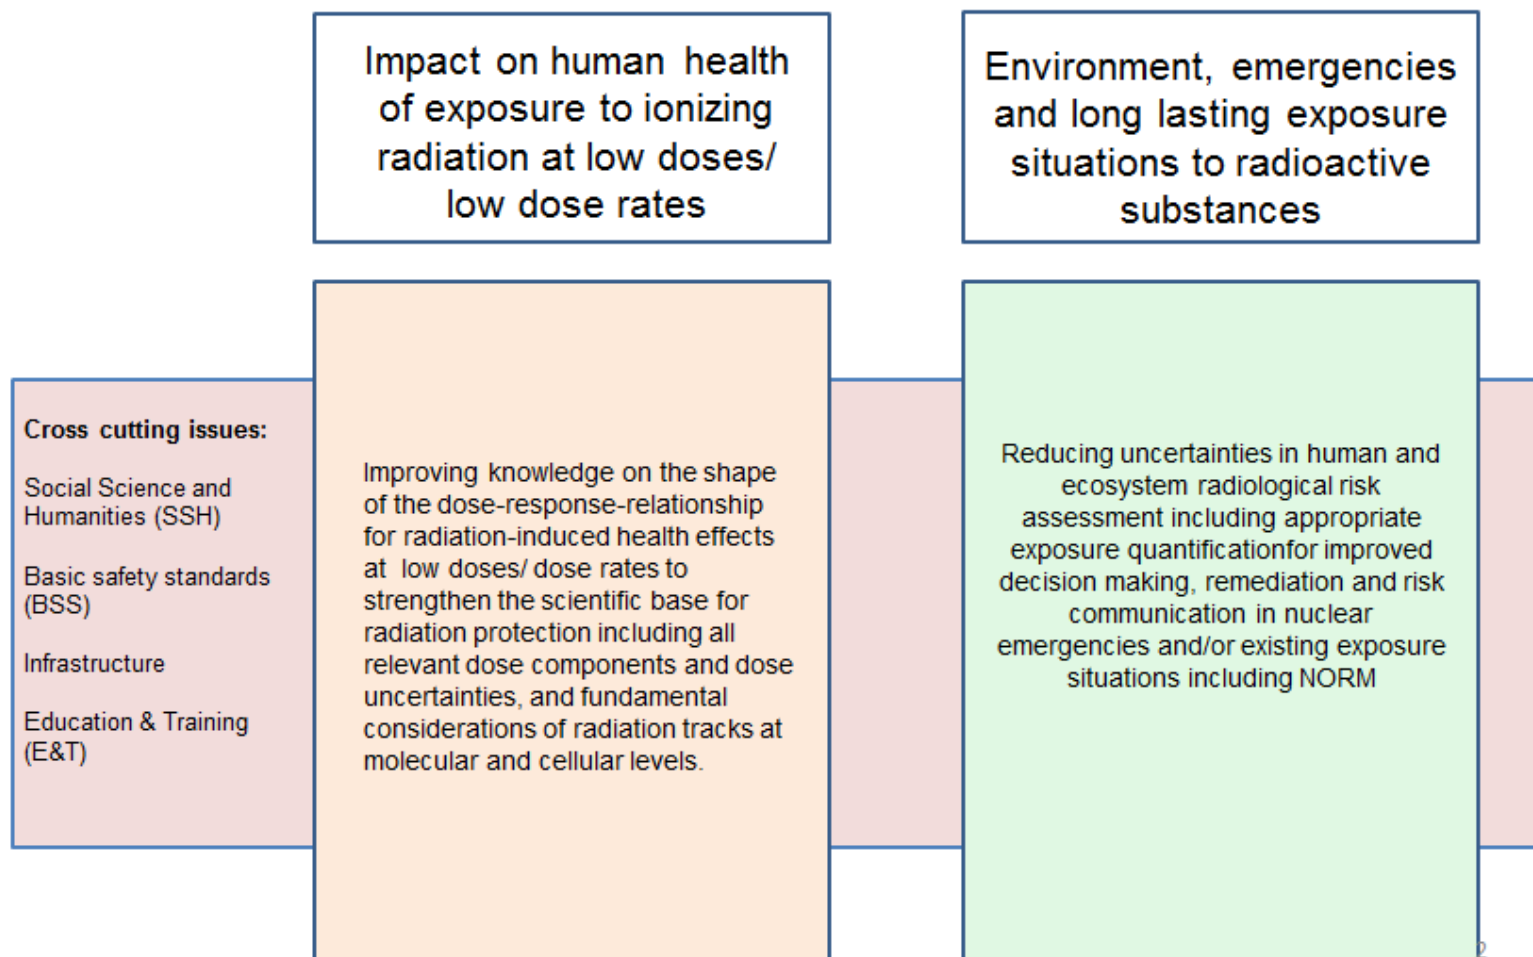 Impact on human health
of exposure to ionizing
radiation at low doses/
low dose rates
Environment, emergencies
and long lasting exposure
situations to radioactive
substances
Cross cutting issues:
Social Science and
Humanities (SSH)
Basic safety standards
(BSS)
Infrastructure
Education & Training
(E&T)
Improving knowledge on the shape
of the dose-response-relationship
for radiation-induced health effects
at low doses/ dose rates to
strengthen the scientific base for
radiation protection including all
relevant dose components and dose
uncertainties, and fundamental
considerations of radiation tracks at
molecular and cellular levels.
Reducing uncertainties in human and
ecosystem radiological risk
assessment including appropriate
exposure quantificationfor improved
decision making, remediation and risk
communication in nuclear
emergencies and/or existing exposure
situations including NORM